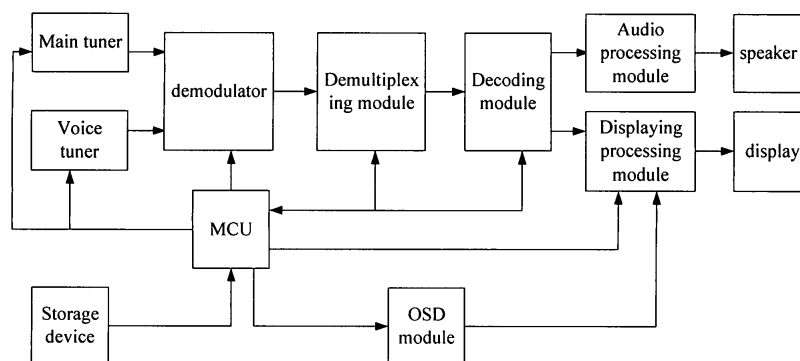 Main tuner
Voice
tuner
demodulator
Demultiplex
ing module
Decoding
module
Audio
processing
module
speaker
Displaying
processing
module
display
MCU
Storage
device
OSD
module